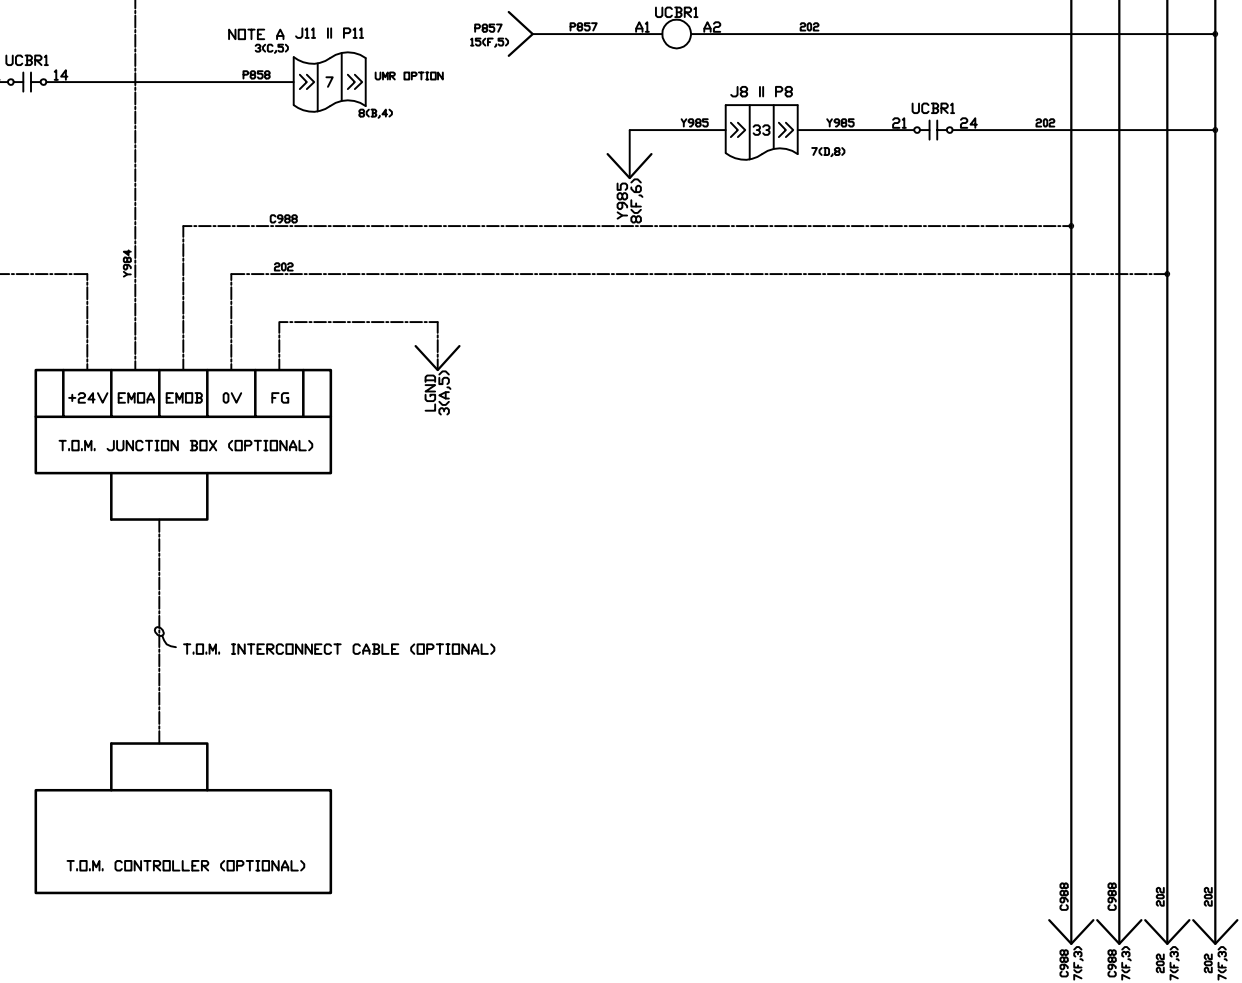 UCBR1
14
P858
NOTE A J11 II P11
3(C,5)
7
UMR OPTION
8(B,4)
P857
15(F,5)
P857
A1
UCBR1
A2
202
J8 II P8
Y985
33
Y985
7(D,8)
UCBR1
21
24
202
Y985
8(F,6)
C988
Y984
202
LGND
3(A,5)
+24V
EMOA
EMOB
0V
FG
T.O.M. JUNCTION BOX (OPTIONAL)
T.O.M. INTERCONNECT CABLE (OPTIONAL)
T.O.M. CONTROLLER (OPTIONAL)
C988
C988
202
202
C988
7(F,3)
C988
7(F,3)
202
7(F,3)
202
7(F,3)